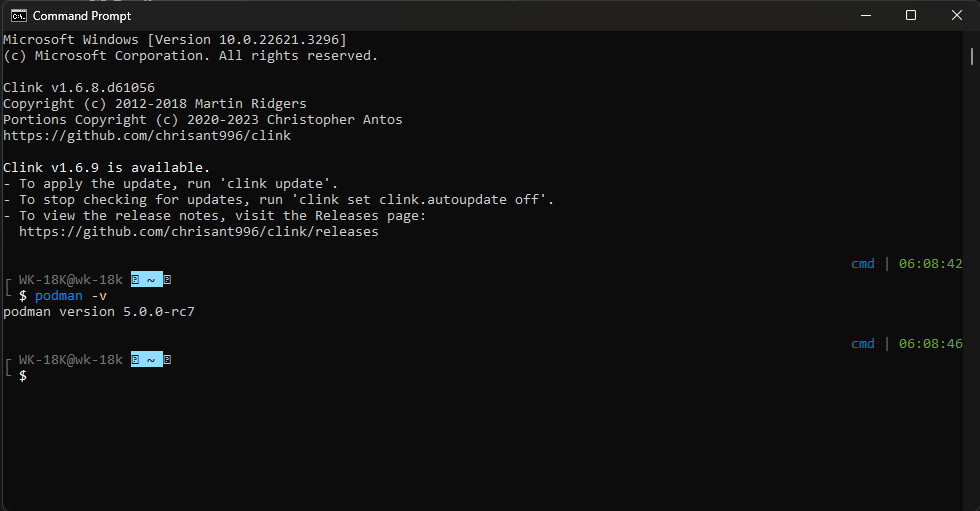 Command Prompt
Microsoft Windows [Version 10.0.22621.3296]
(c) Microsoft Corporation. All rights reserved.
Clink v1.6.8.d61056
Copyright (c) 2012-2018 Martin Ridgers
Portions Copyright (c) 2020-2023 Christopher Antos
https://github.com/chrisant996/clink
Clink v1.6.9 is available.
- To apply the update, run 'clink update'.
- To stop checking for updates, run 'clink set clink.autoupdate off'.
- To view the release notes, visit the Releases page:
https://github.com/chrisant996/clink/releases
cmd | 06:08:42
WK-18K@wk-18k ~
$ podman -v
podman version 5.0.0-rc7
cmd | 06:08:46
WK-18K@wk-18k ~
$